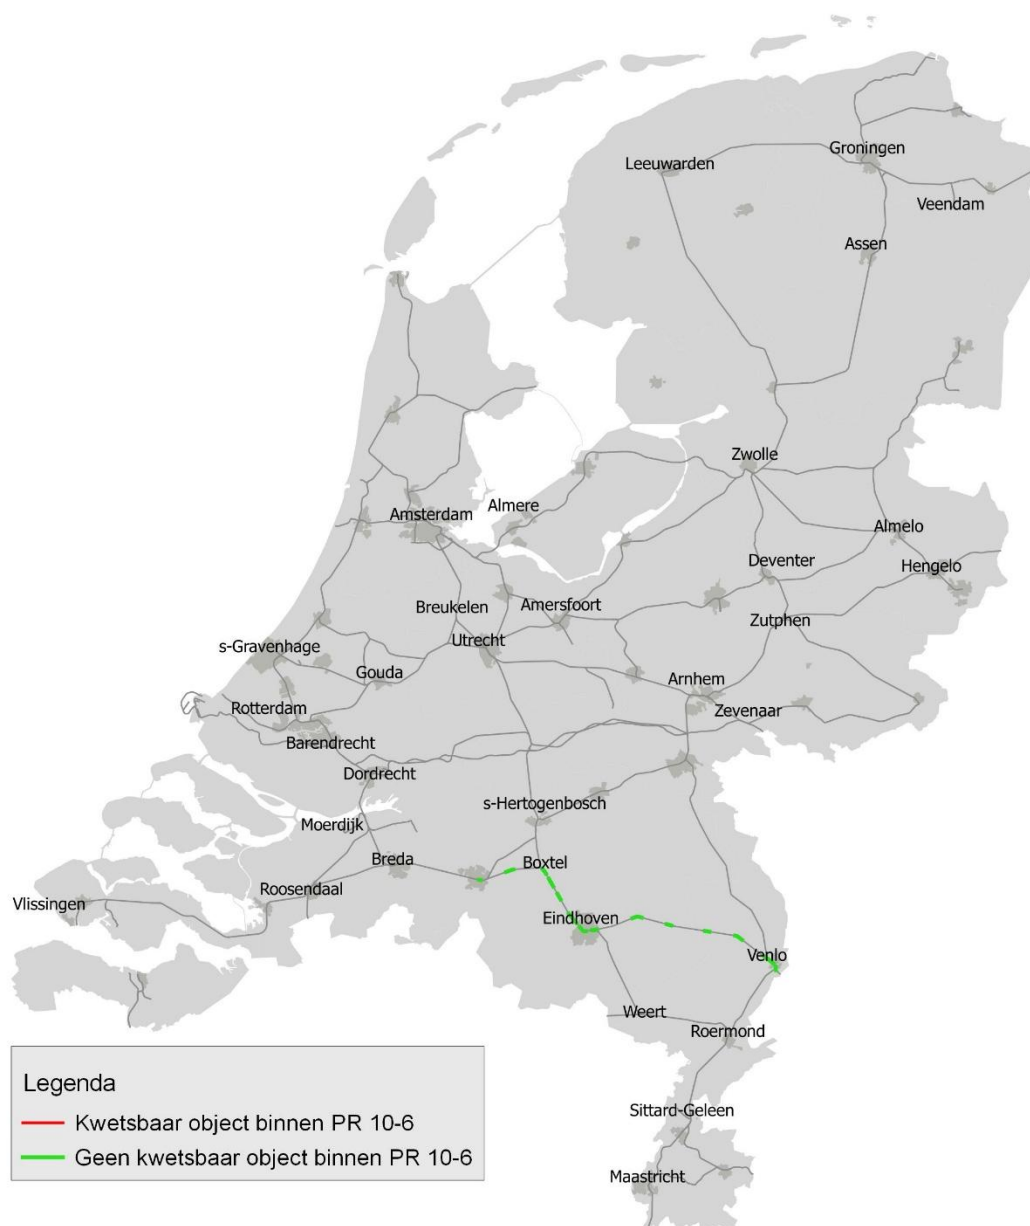 Groningen
Leeuwarden
Veendam
Assen
Zwolle
Almere
Amsterdam
Almelo
Deventer
Hengelo
Breukelen
Amersfoort
Zutphen
Utrecht
s-Gravenhage
Gouda
Arnhem
Rotterdam
Zevenaar
Barendrecht
Dordrecht
s-Hertogenbosch
Moerdijk
Breda
Boxtel
Roosendaal
Vlissingen
Eindhoven
Venlo
Weert
Roermond
Legenda
Kwetsbaar object binnen PR 10-6
Geen kwetsbaar object binnen PR 10-6
Sittard-Geleen
Maastricht